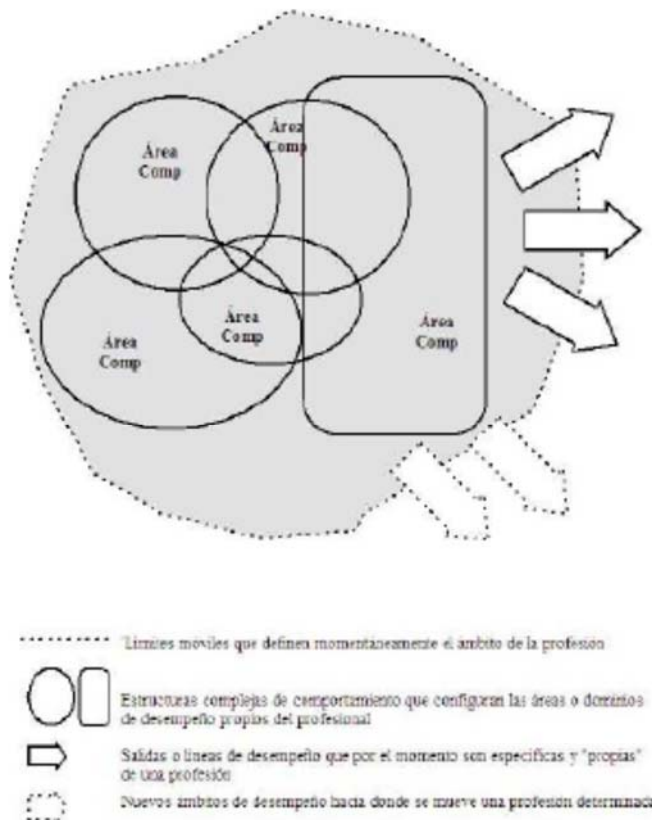 Área
Comp
Área
Comp
Área
Comp
Área
Comp
Área
Comp
Límites móviles que definen momentáneamente el ámbito de la profesión
Estructuras complejas de comportamiento que configuran las áreas o dominios
de desempeño propios del profesional
Salidas o líneas de desempeño que por el momento son específicas y "propias"
de una profesión
Nuevos ámbitos de desempeño hacia donde se mueve una profesión determinada